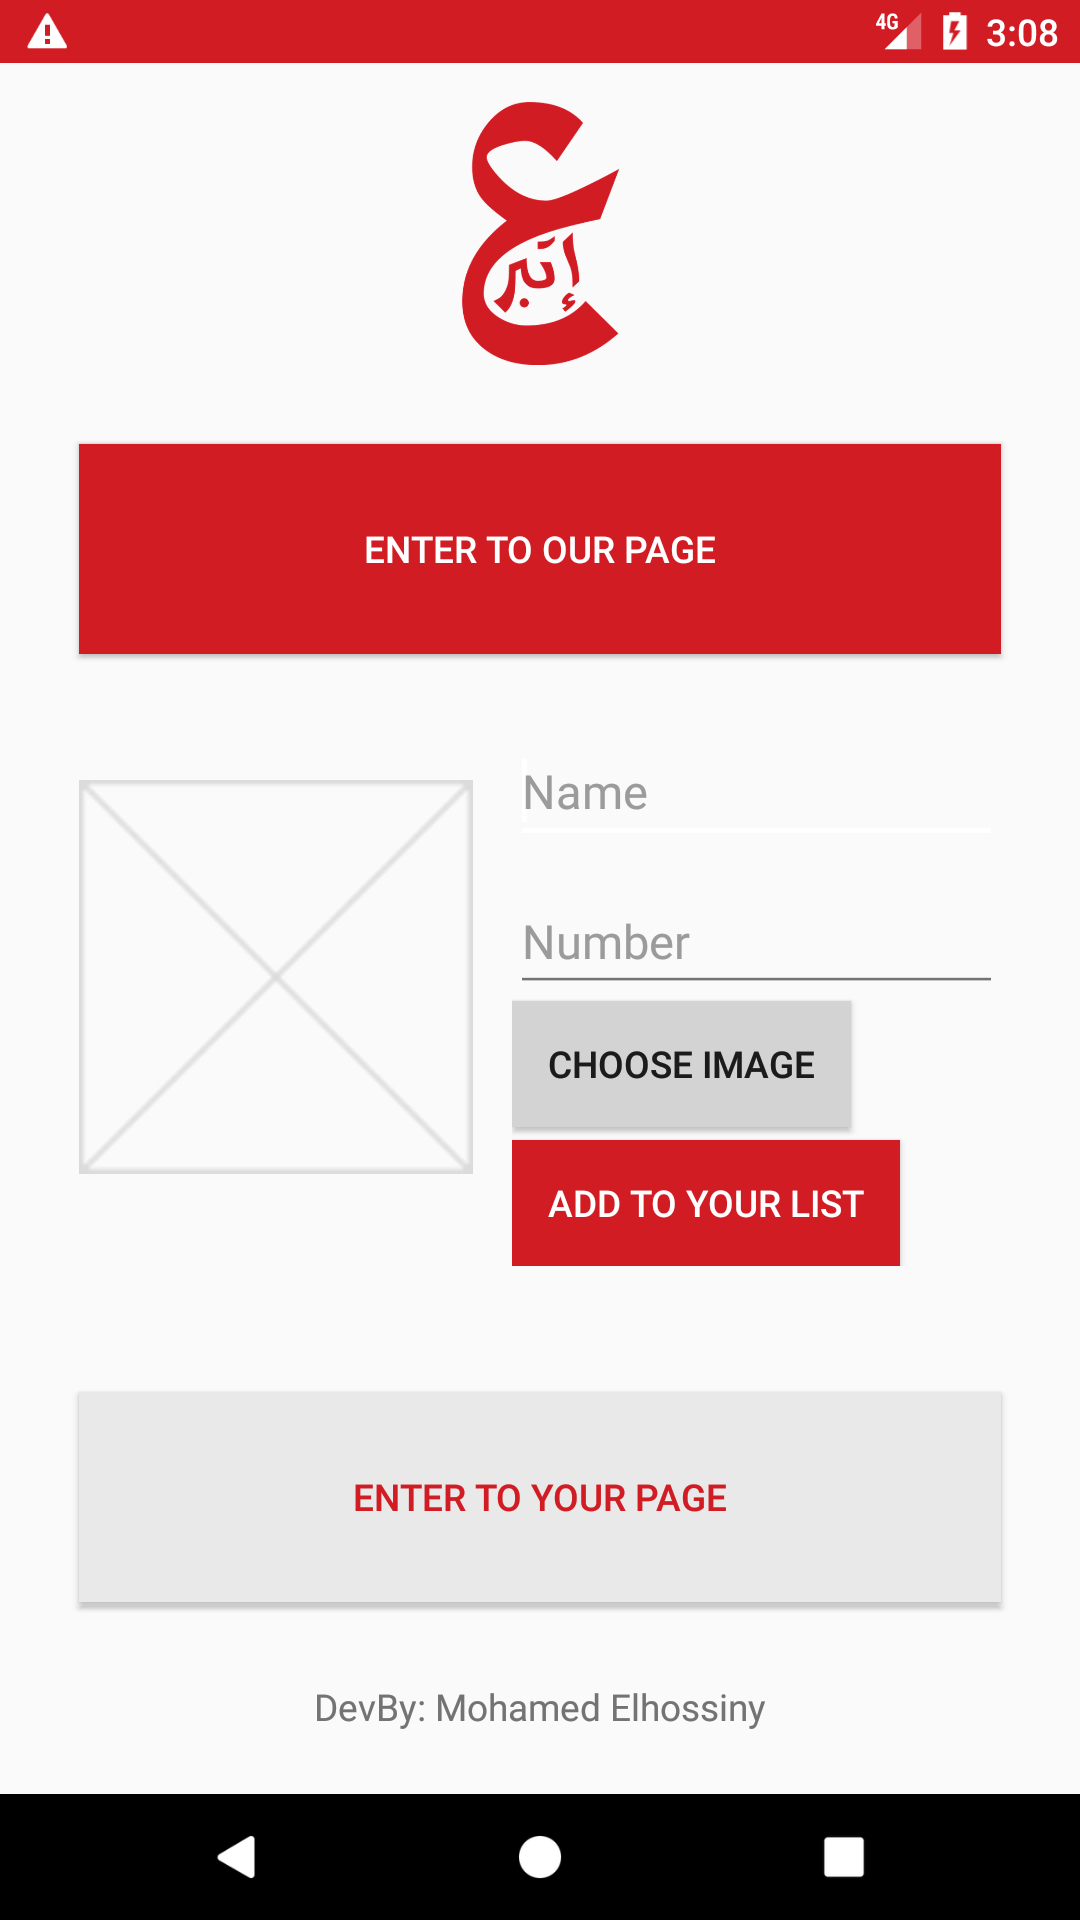 4G 3:08
إتبرع
ENTER TO OUR PAGE
Name
Number
CHOOSE IMAGE
ADD TO YOUR LIST
ENTER TO YOUR PAGE
DevBy: Mohamed Elhossiny